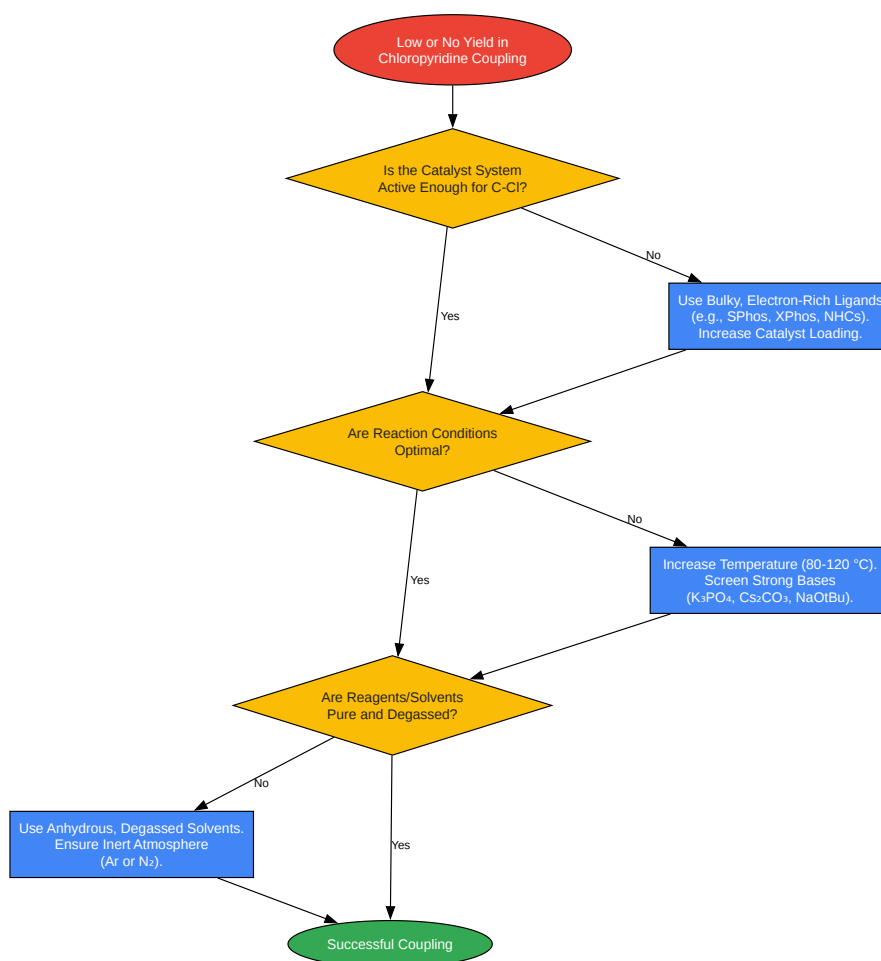 Low or No Yield in
Chloropyridine Coupling
Is the Catalyst System
Active Enough for C-Cl?
No
Yes
Use Bulky, Electron-Rich Ligands
(e.g., SPhos, XPhos, NHCs).
Increase Catalyst Loading.
Are Reaction Conditions
Optimal?
No
Yes
Increase Temperature (80-120 °C).
Screen Strong Bases
(K₃PO₄, Cs₂CO₃, NaOtBu).
Are Reagents/Solvents
Pure and Degassed?
No
Yes
Use Anhydrous, Degassed Solvents.
Ensure Inert Atmosphere
(Ar or N₂).
Successful Coupling